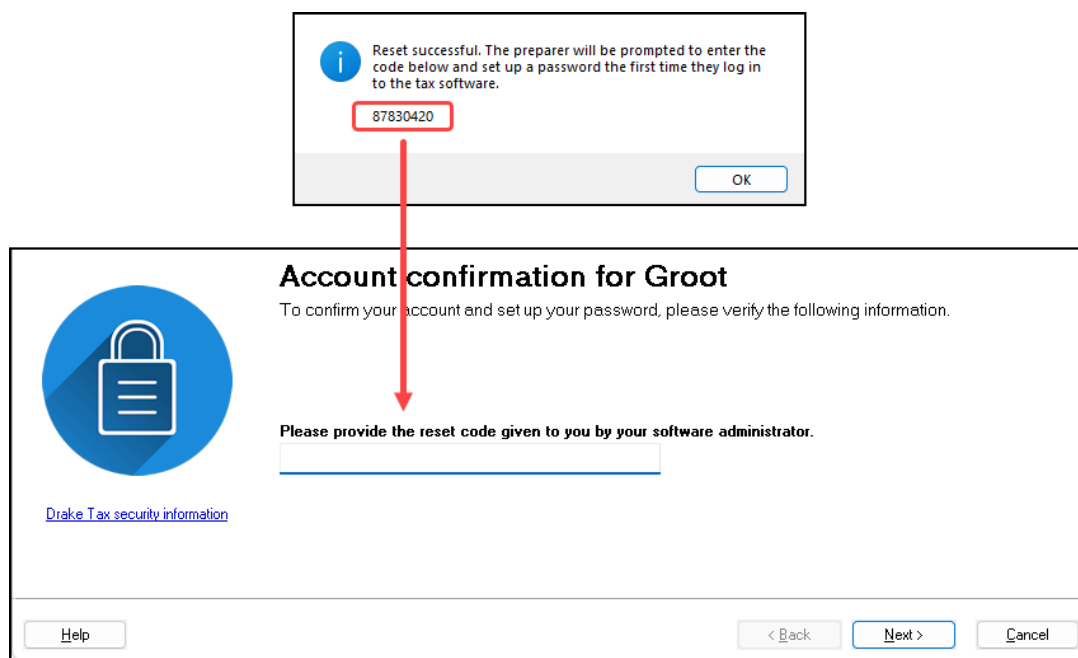 Reset successful. The preparer will be prompted to enter the
code below and set up a password the first time they log in
to the tax software.
87830420
OK
Account confirmation for Groot
To confirm your account and set up your password, please verify the following information.
Please provide the reset code given to you by your software administrator.
Drake Tax security information
Help
< Back
Next >
Cancel